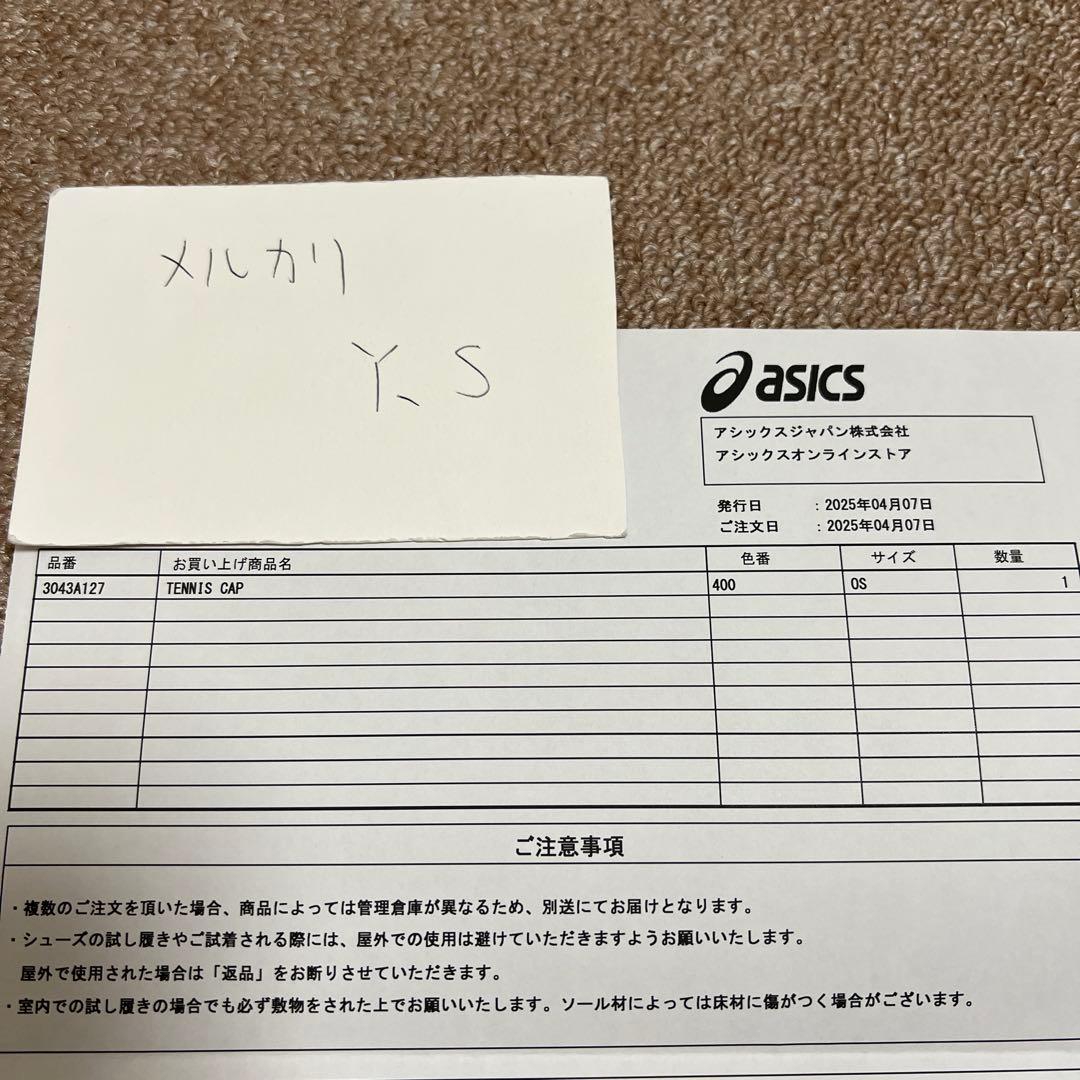 メルカリ
Y、S
asics
アシックスジャパン株式会社
アシックスオンラインストア
発行日 :2025年04月07日
ご注文日 :2025年04月07日
品番 お買い上げ商品名 色番 サイズ 数量
3043A127 TENNIS CAP 400 OS 1
ご注意事項
・複数のご注文を頂いた場合、商品によっては管理倉庫が異なるため、別送にてお届けとなります。
・シューズの試し履きやご試着される際には、屋外での使用は避けていただきますようお願いいたします。
屋外で使用された場合は「返品」をお断りさせていただきます。
・室内での試し履きの場合でも必ず敷物をされた上でお願いいたします。ソール材によっては床材に傷がつく場合がございます。